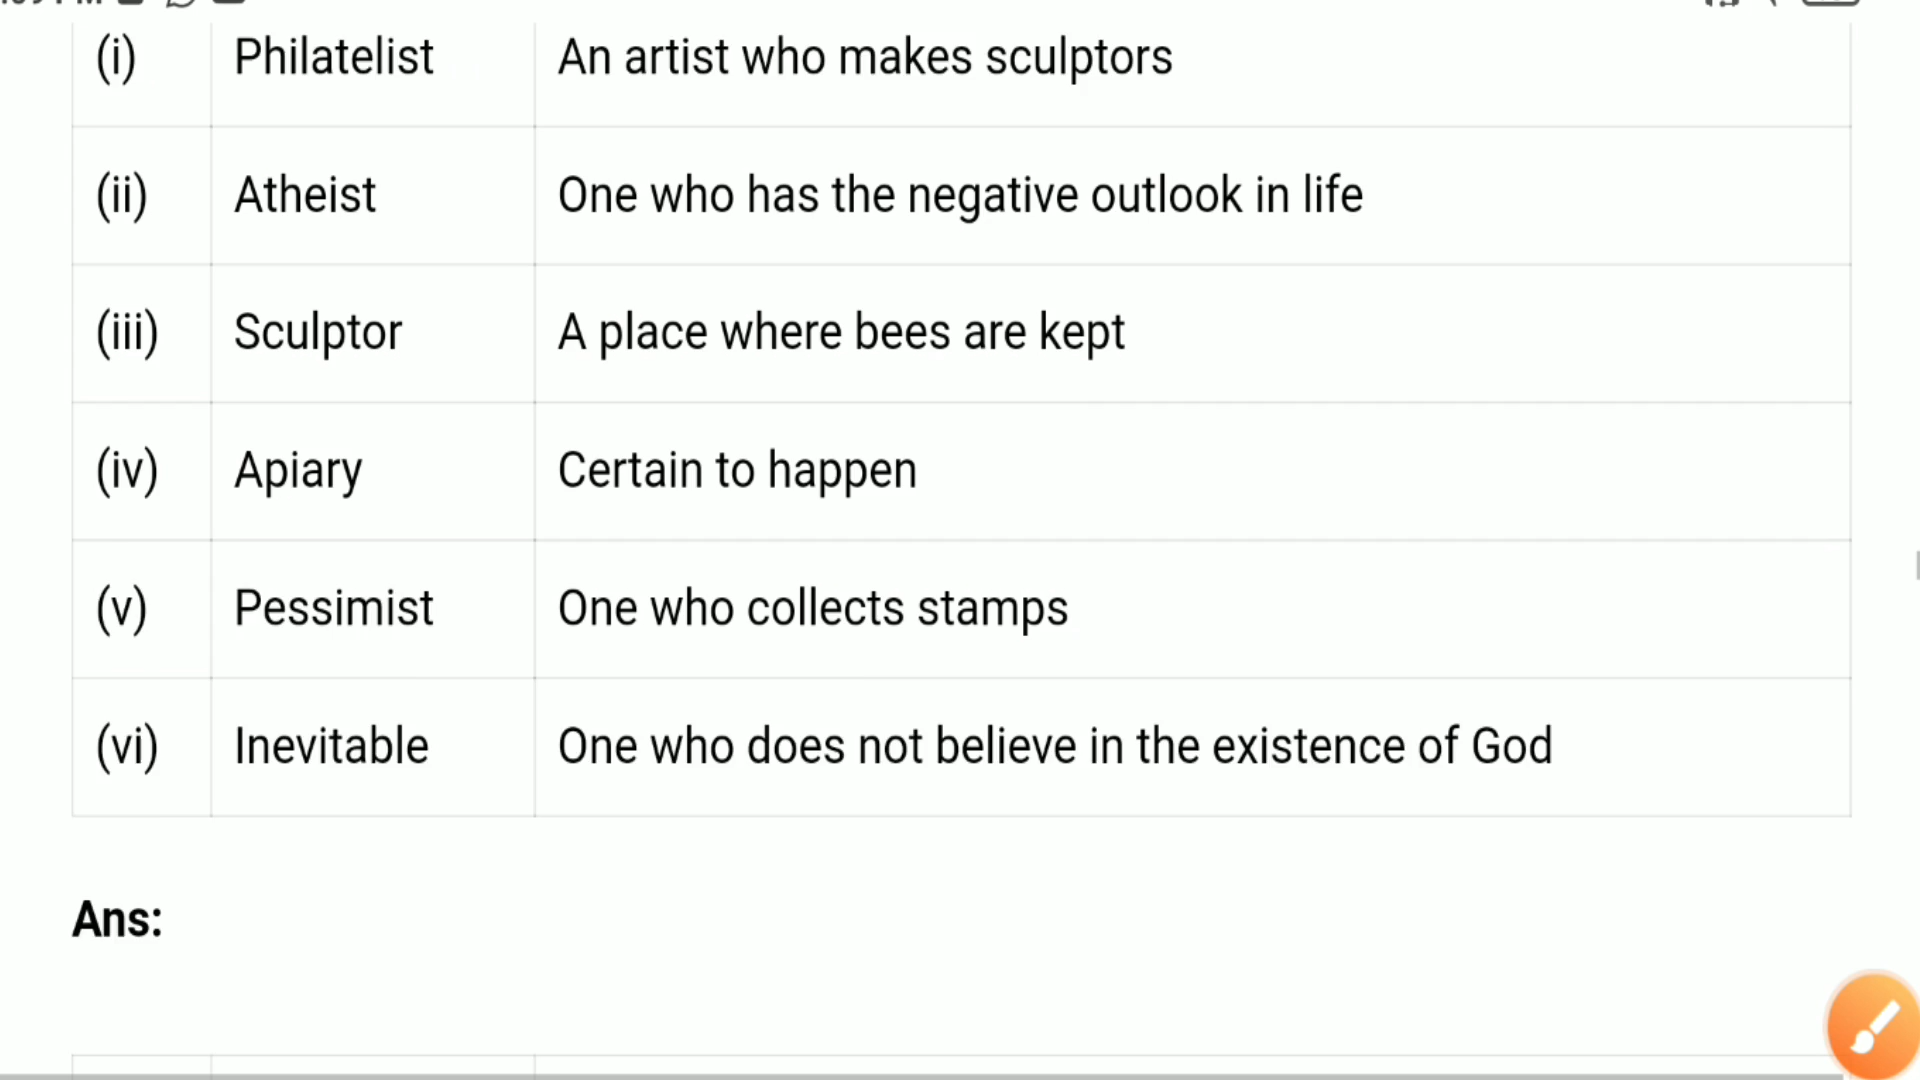 (i) Philatelist An artist who makes sculptors
(ii) Atheist One who has the negative outlook in life
(iii) Sculptor A place where bees are kept
(iv) Apiary Certain to happen
(v) Pessimist One who collects stamps
(vi) Inevitable One who does not believe in the existence of God
Ans: